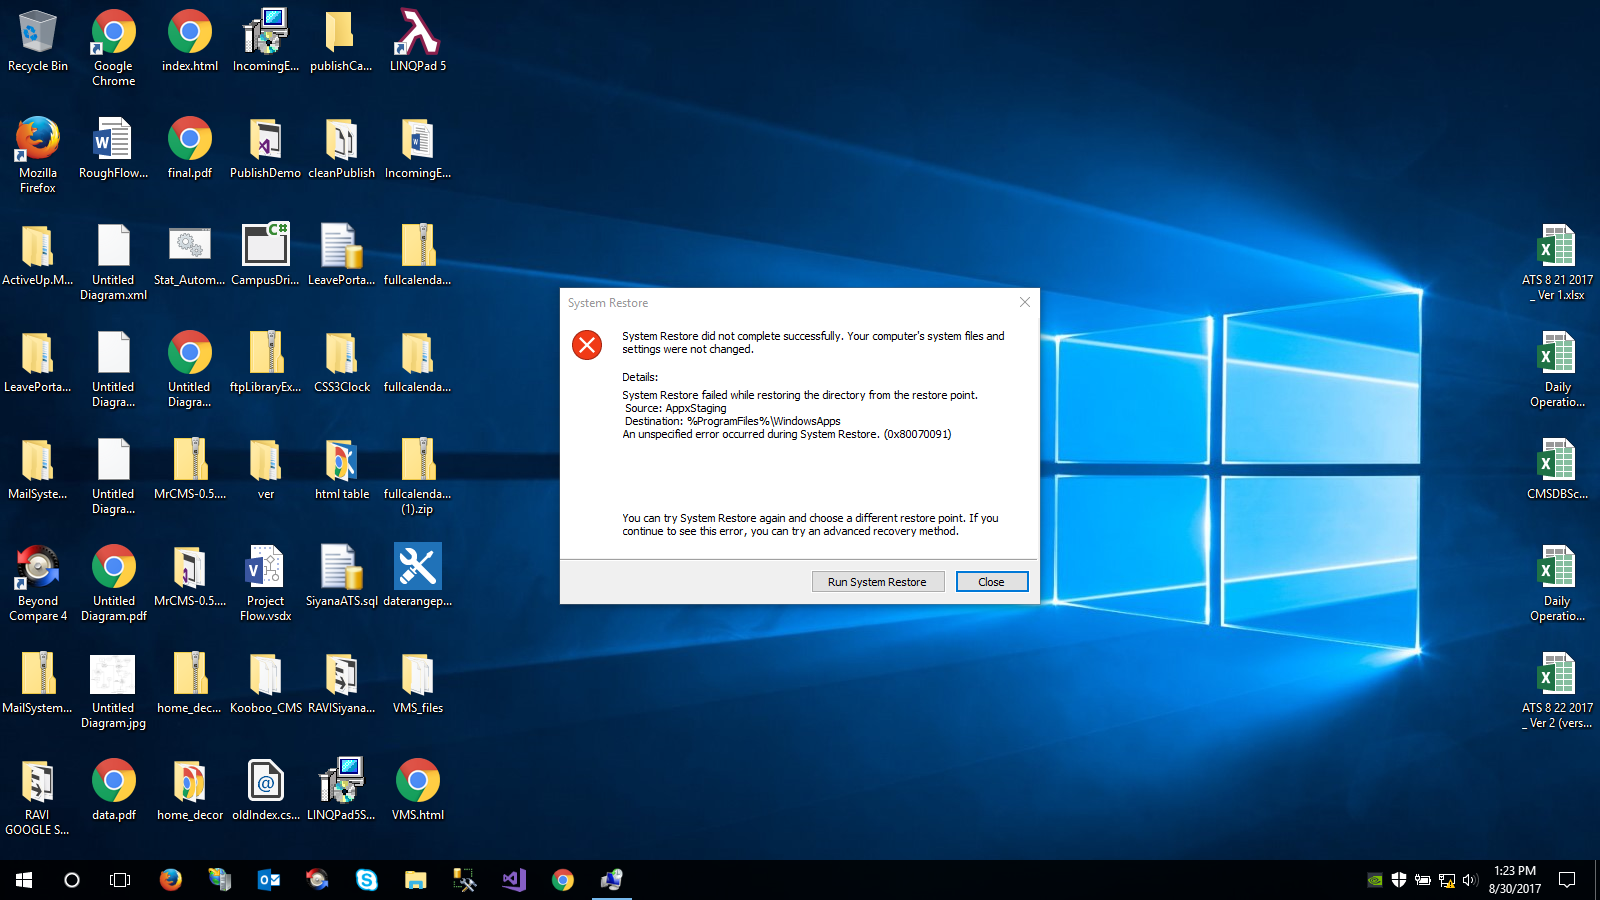 Recycle Bin
Google
Chrome
index.html
IncomingE...
publishCa...
LINQPad 5
Mozilla
Firefox
RoughFlow...
final.pdf
PublishDemo
cleanPublish
IncomingE...
ActiveUp.M...
Untitled
Diagram.xml
Stat_Autom...
C#
CampusDri...
LeavePorta...
fullcalenda...
ATS 8 21 2017
_ Ver 1.xlsx
LeavePorta...
Untitled
Diagra...
Untitled
Diagra...
ftpLibraryEx...
CSS3Clock
fullcalenda...
Daily
Operatio...
MailSyste...
Untitled
Diagra...
MrCMS-0.5....
ver
html table
fullcalenda...
(1).zip
CMSDBSc...
Beyond
Compare 4
Untitled
Diagram.pdf
MrCMS-0.5....
Project
Flow.vsdx
SiyanaATS.sql
daterangep...
Daily
Operatio...
MailSystem...
Untitled
Diagram.jpg
home_dec...
Kooboo_CMS
RAVISiyana...
VMS_files
ATS 8 22 2017
_ Ver 2 (vers...
RAVI
GOOGLE S...
data.pdf
home_decor
oldIndex.cs...
LINQPad5S...
VMS.html
System Restore
System Restore did not complete successfully. Your computer's system files and
settings were not changed.
Details:
System Restore failed while restoring the directory from the restore point.
Source: AppxStaging
Destination: %ProgramFiles%\WindowsApps
An unspecified error occurred during System Restore. (0x80070091)
You can try System Restore again and choose a different restore point. If you
continue to see this error, you can try an advanced recovery method.
Run System Restore
Close
1:23 PM
8/30/2017